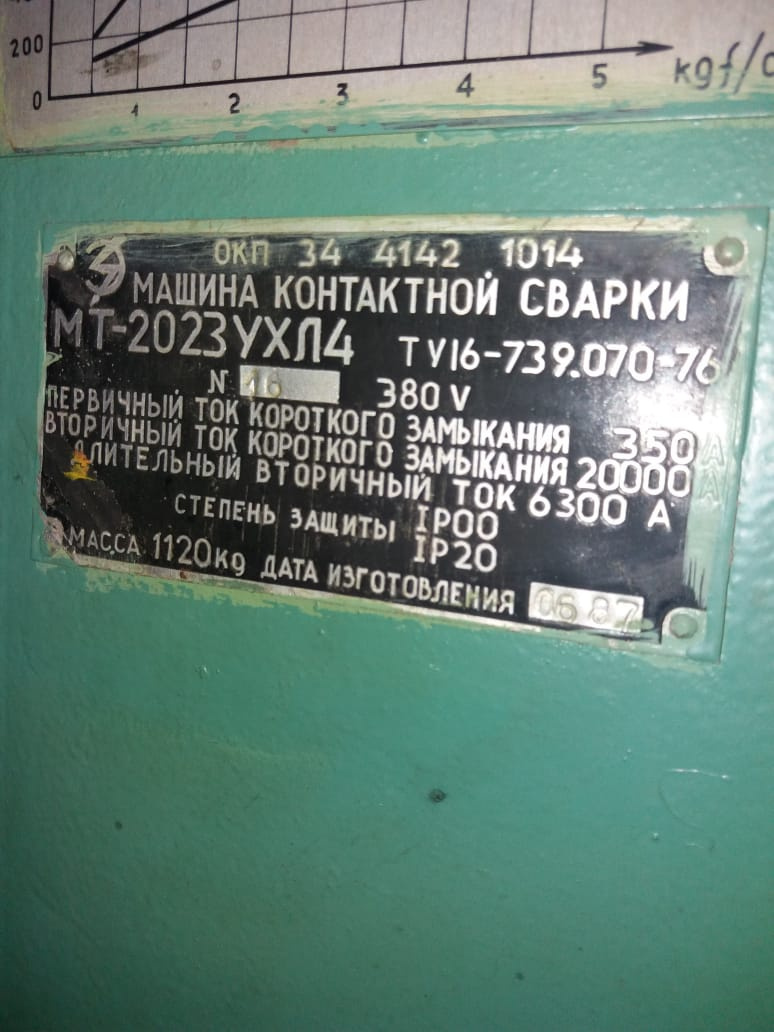 200
0 1 2 3 4 5 kgf/c
ОКП 34 4142 1014
МАШИНА КОНТАКТНОЙ СВАРКИ
МТ-2023УХЛ4 ТУ16-739.070-76
N 16 380 V
ПЕРВИЧНЫЙ ТОК КОРОТКОГО ЗАМЫКАНИЯ 350 А
ВТОРИЧНЫЙ ТОК КОРОТКОГО ЗАМЫКАНИЯ 20000 А
ДЛИТЕЛЬНЫЙ ВТОРИЧНЫЙ ТОК 6300 А
СТЕПЕНЬ ЗАЩИТЫ IP00
IP20
МАССА 1120kg ДАТА ИЗГОТОВЛЕНИЯ 0687